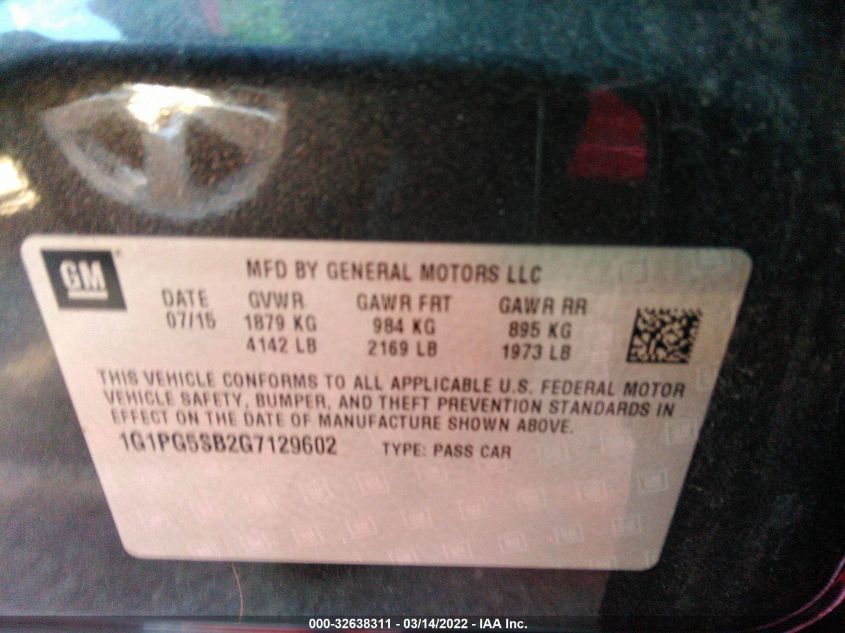 GM
MFD BY GENERAL MOTORS LLC
DATE GVWR GAWR FRT GAWR RR
07/15 1879 KG 984 KG 895 KG
4142 LB 2169 LB 1973 LB
THIS VEHICLE CONFORMS TO ALL APPLICABLE U.S. FEDERAL MOTOR
VEHICLE SAFETY, BUMPER, AND THEFT PREVENTION STANDARDS IN
EFFECT ON THE DATE OF MANUFACTURE SHOWN ABOVE.
1G1PG5SB2G7129602 TYPE: PASS CAR
000-32638311 - 03/14/2022 - IAA Inc.